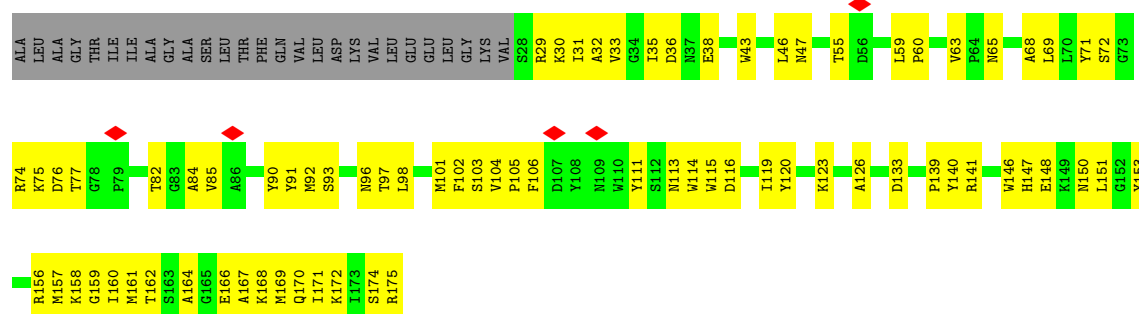 ALA LEU ALA GLY THR ILE ILE ALA GLY ALA SER LEU THR PHE GLN VAL LEU ASP LYS VAL LEU GLU GLU LEU GLY LYS VAL S28 R29 K30 I31 A32 V33 G34 I35 D36 N37 E38 W43 L46 N47 T55 D56 L59 P60 V63 P64 N65 A68 L69 L70 Y71 S72 G73
R74 K75 D76 T77 G78 P79 T82 G83 A84 V85 A86 Y90 Y91 M92 S93 N96 T97 L98 M101 F102 S103 V104 P105 F106 D107 Y108 N109 W110 Y111 S112 N113 W114 W115 D116 I119 Y120 K123 A126 D133 P139 Y140 R141 W146 H147 E148 K149 N150 L151 G152 Y153
R156 M157 K158 G159 I160 M161 T162 S163 A164 G165 E166 A167 K168 M169 Q170 I171 K172 I173 S174 R175